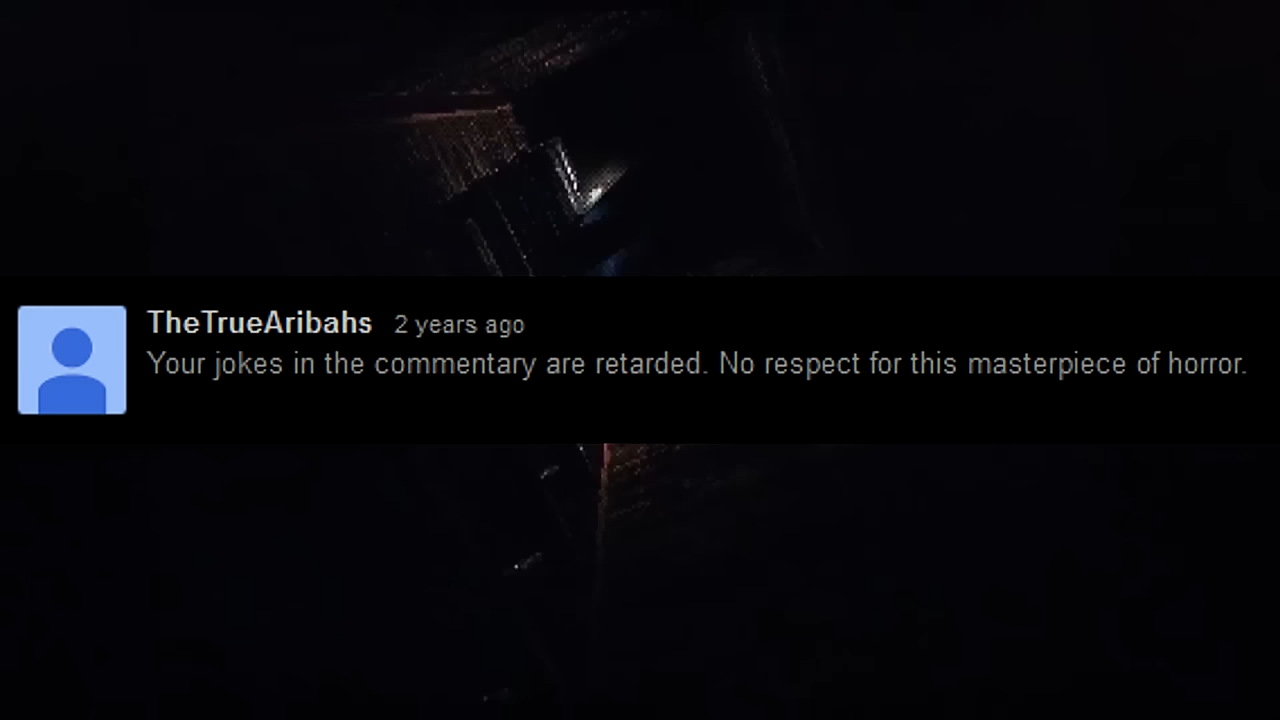 TheTrueAribahs 2 years ago
Your jokes in the commentary are retarded. No respect for this masterpiece of horror.